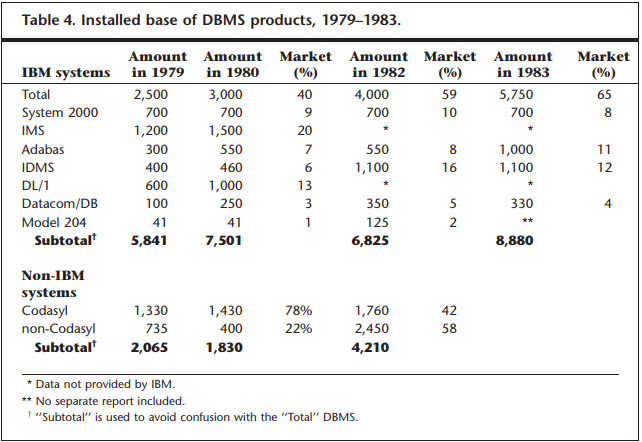 Table 4. Installed base of DBMS products, 1979–1983.
Amount Amount Market Amount Market Amount Market
IBM systems in 1979 in 1980 (%) in 1982 (%) in 1983 (%)
Total 2,500 3,000 40 4,000 59 5,750 65
System 2000 700 700 9 700 10 700 8
IMS 1,200 1,500 20 * *
Adabas 300 550 7 550 8 1,000 11
IDMS 400 460 6 1,100 16 1,100 12
DL/1 600 1,000 13 * *
Datacom/DB 100 250 3 350 5 330 4
Model 204 41 41 1 125 2 **
Subtotal† 5,841 7,501 6,825 8,880
Non-IBM
systems
Codasyl 1,330 1,430 78% 1,760 42
non-Codasyl 735 400 22% 2,450 58
Subtotal† 2,065 1,830 4,210
* Data not provided by IBM.
** No separate report included.
† "Subtotal" is used to avoid confusion with the "Total" DBMS.